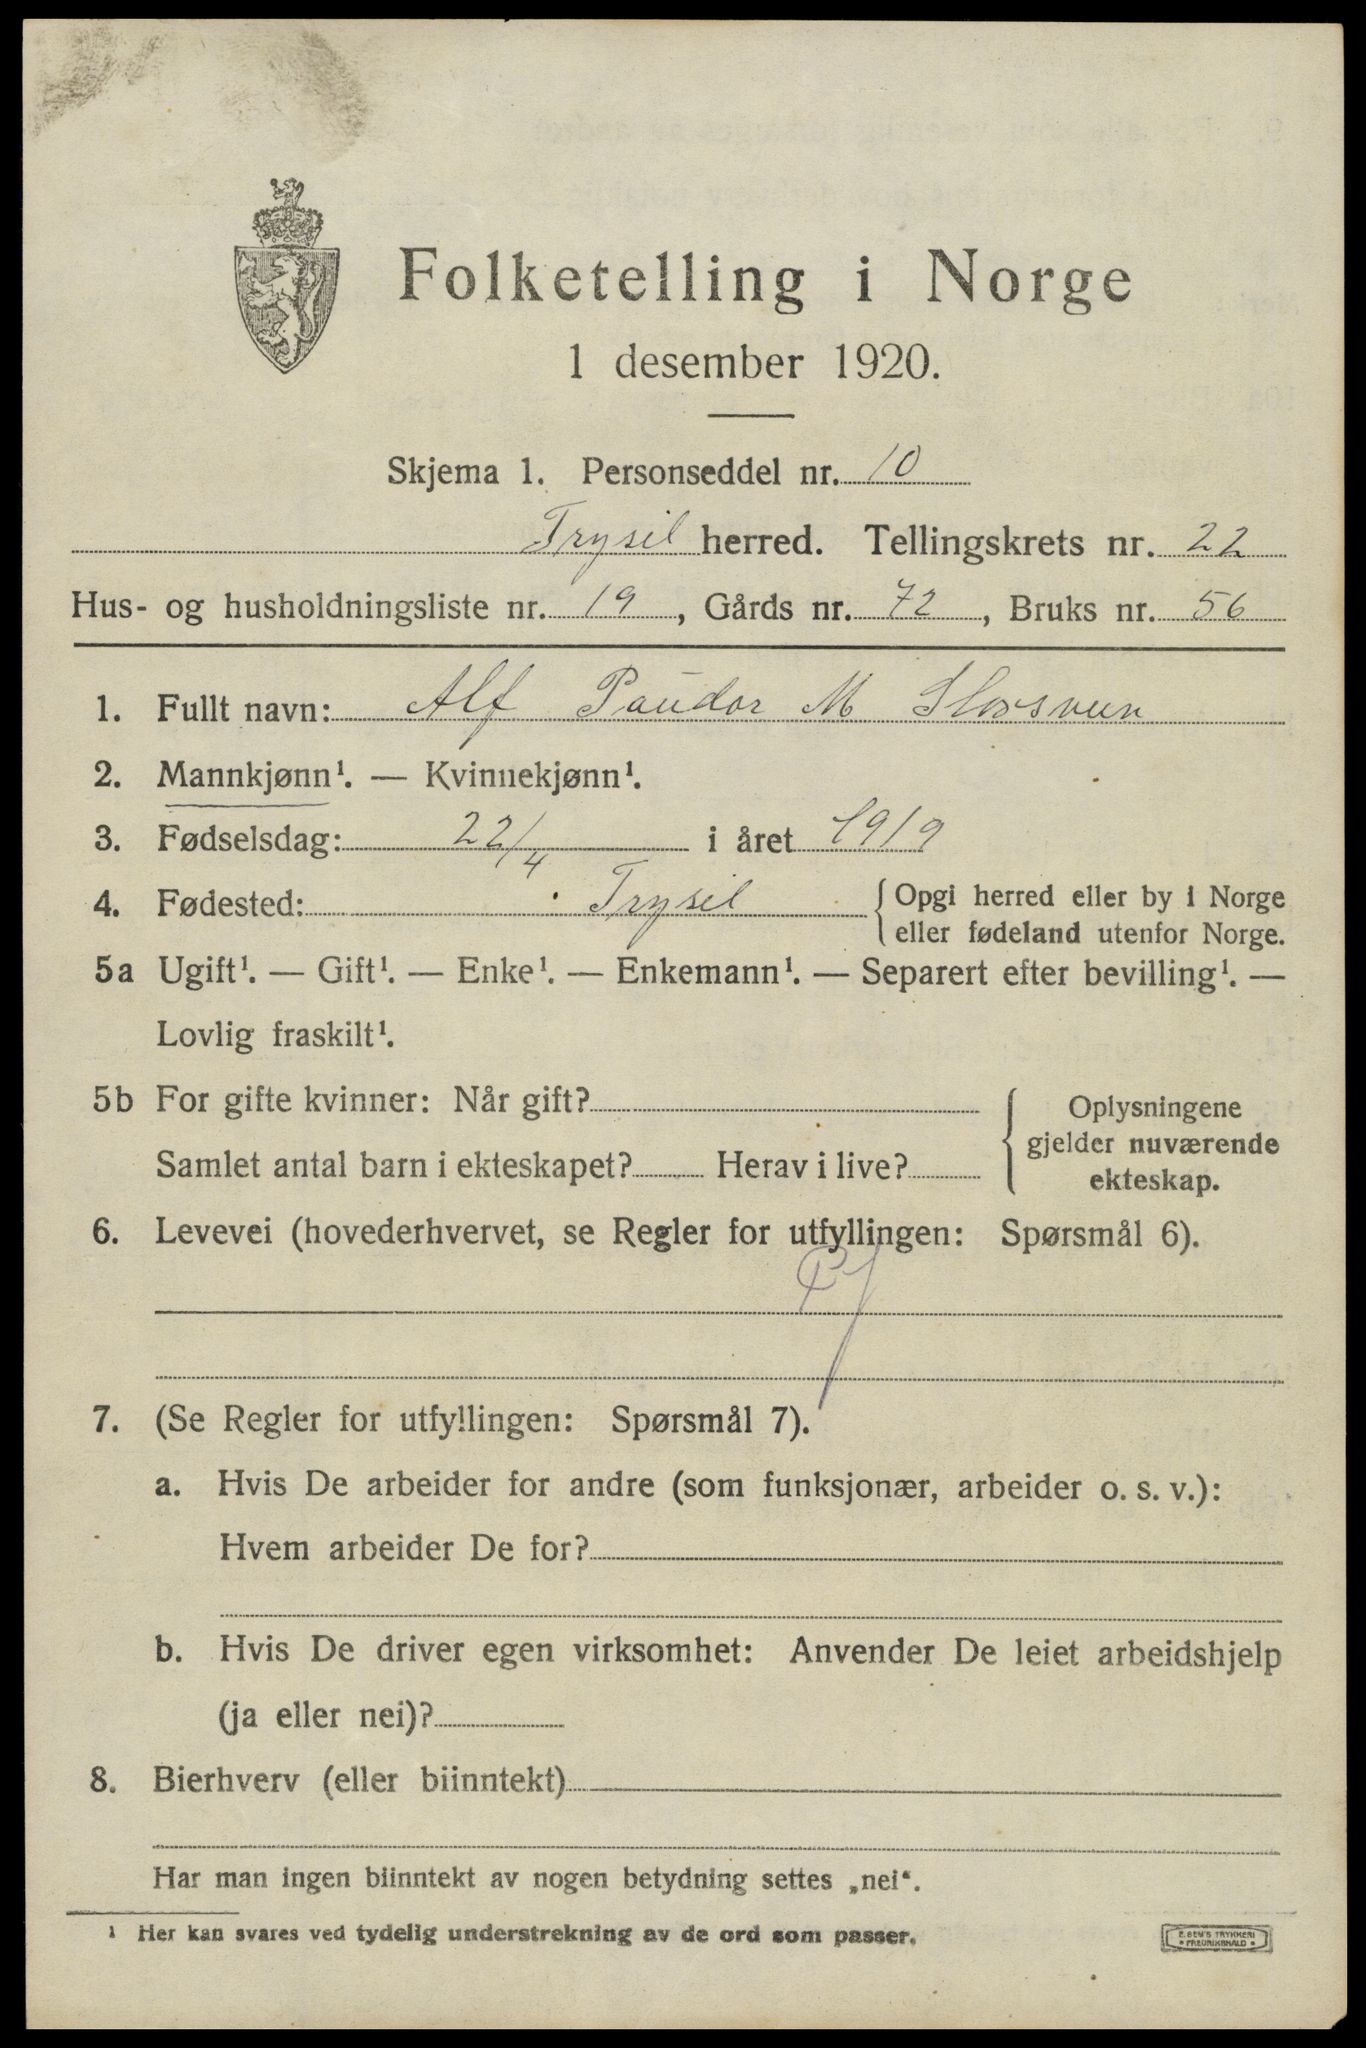 Folketelling i Norge
1 desember 1920.
Skjema 1. Personseddel nr. 10
Trysil herred. Tellingskrets nr. 22
Hus- og husholdningsliste nr. 19, Gårds nr. 72, Bruks nr. 56
1. Fullt navn: Alf Paudor M
2. Mannkjønn¹. — Kvinnekjønn¹.
3. Fødselsdag: 22/4 i året 1919
4. Fødested: Trysil { Opgi herred eller by i Norge
eller fødeland utenfor Norge.
5a Ugift¹. — Gift¹. — Enke¹. — Enkemann¹. — Separert efter bevilling¹. —
Lovlig fraskilt¹.
5b For gifte kvinner: Når gift?
Samlet antal barn i ekteskapet? Herav i live?
{ Oplysningene
gjelder nuværende
ekteskap.
6. Levevei (hovederhvervet, se Regler for utfyllingen: Spørsmål 6).
7. (Se Regler for utfyllingen: Spørsmål 7).
a. Hvis De arbeider for andre (som funksjonær, arbeider o. s. v.):
Hvem arbeider De for?
b. Hvis De driver egen virksomhet: Anvender De leiet arbeidshjelp
(ja eller nei)?
8. Bierhverv (eller biinntekt)
Har man ingen biinntekt av nogen betydning settes „nei“.
¹ Her kan svares ved tydelig understrekning av de ord som passer.
E. SEM'S TRYKKERI
* FREDRIKSHALD *